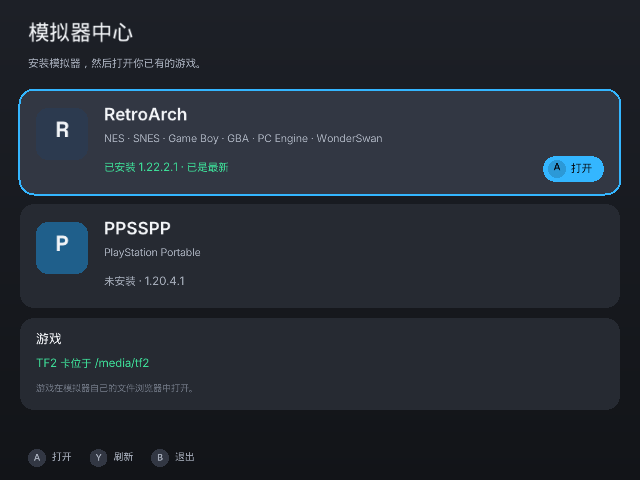 模拟器中心
安装模拟器，然后打开你已有的游戏。
R
RetroArch
NES · SNES · Game Boy · GBA · PC Engine · WonderSwan
已安装 1.22.2.1 · 已是最新
A 打开
P
PPSSPP
PlayStation Portable
未安装 · 1.20.4.1
游戏
TF2 卡位于 /media/tf2
游戏在模拟器自己的文件浏览器中打开。
A 打开 Y 刷新 B 退出